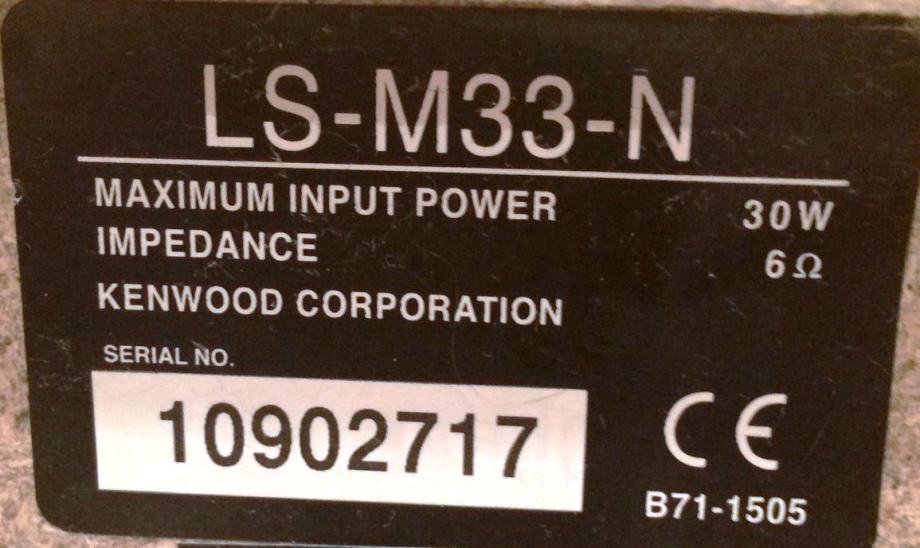 LS-M33-N
MAXIMUM INPUT POWER 30W
IMPEDANCE 6Ω
KENWOOD CORPORATION
SERIAL NO.
10902717
CE
B71-1505